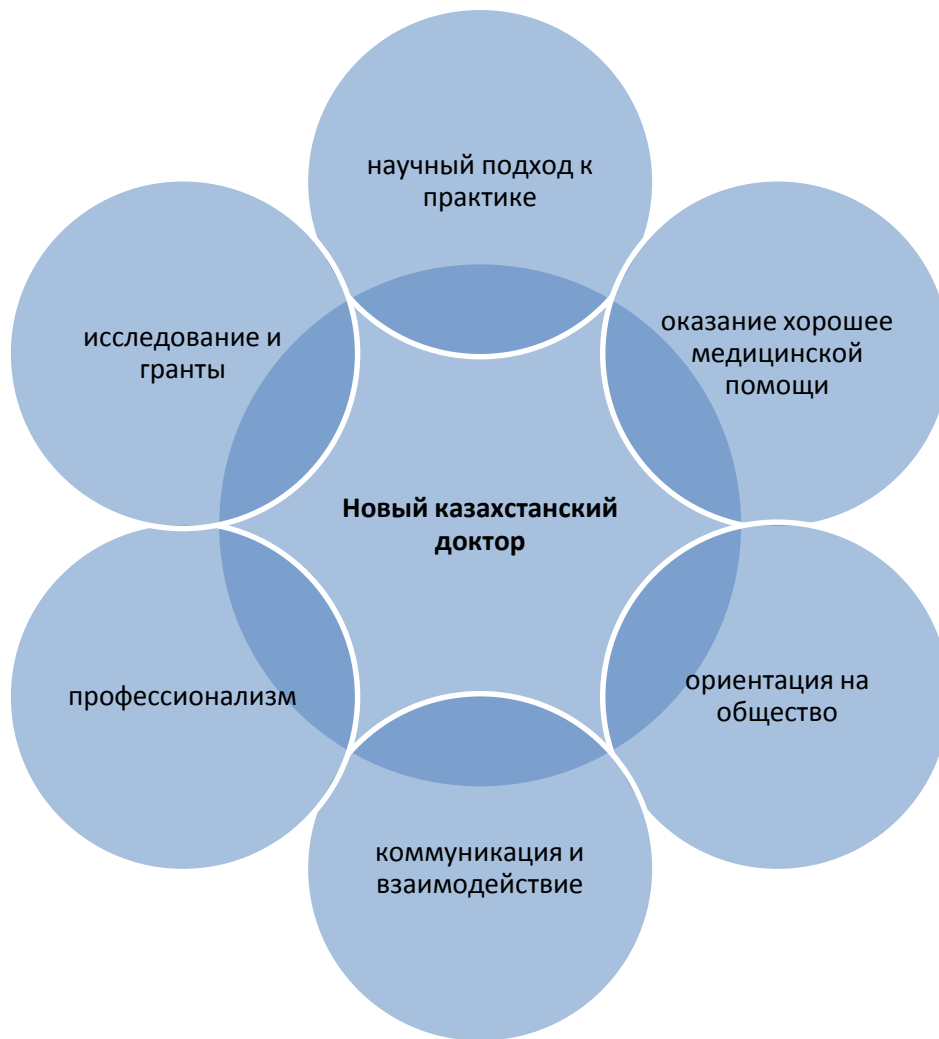 научный подход к
практике
оказание хорошее
медицинской
помощи
исследование и
гранты
Новый казахстанский
доктор
профессионализм
ориентация на
общество
коммуникация и
взаимодействие